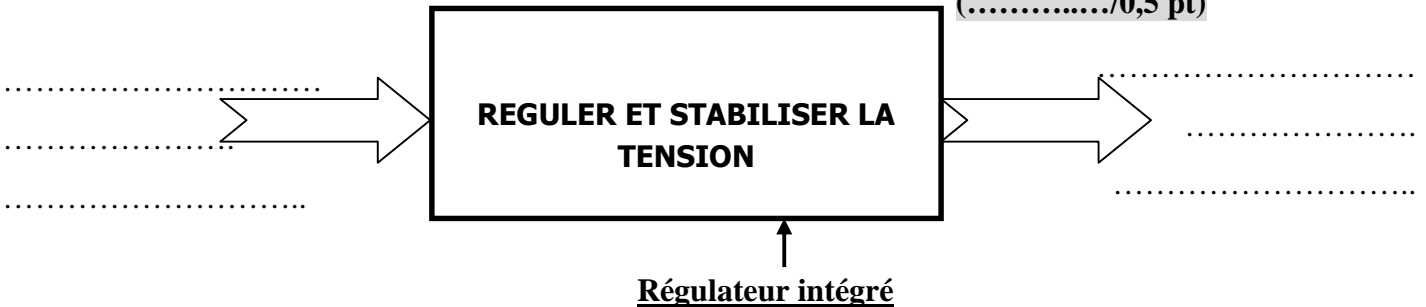 (………..…/0,5 pt)
…………………………
…………………………
REGULER ET STABILISER LA
TENSION
………………….
………………….
………………………..
………………………..
Régulateur intégré